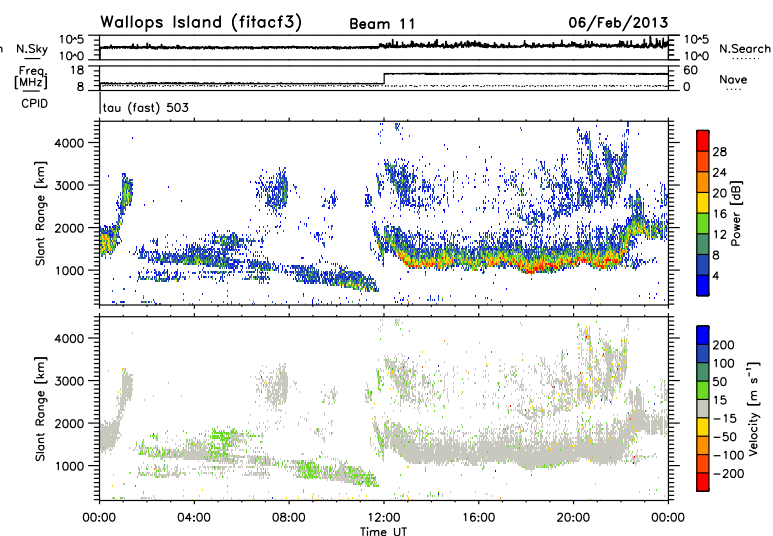 Wallops Island (fitacf3) Beam 11 06/Feb/2013
N.Sky 10^5 10^0 10^5 10^0 N.Search
Freq. [MHz] 18 8 60 0 Nave
CPID tau (fast) 503
Slant Range [km] 4000 3000 2000 1000
28 24 20 16 12 8 4 Power [dB]
Slant Range [km] 4000 3000 2000 1000
200 100 50 15 -15 -50 -100 -200 Velocity [m s⁻¹]
00:00 04:00 08:00 12:00 16:00 20:00 00:00
Time UT